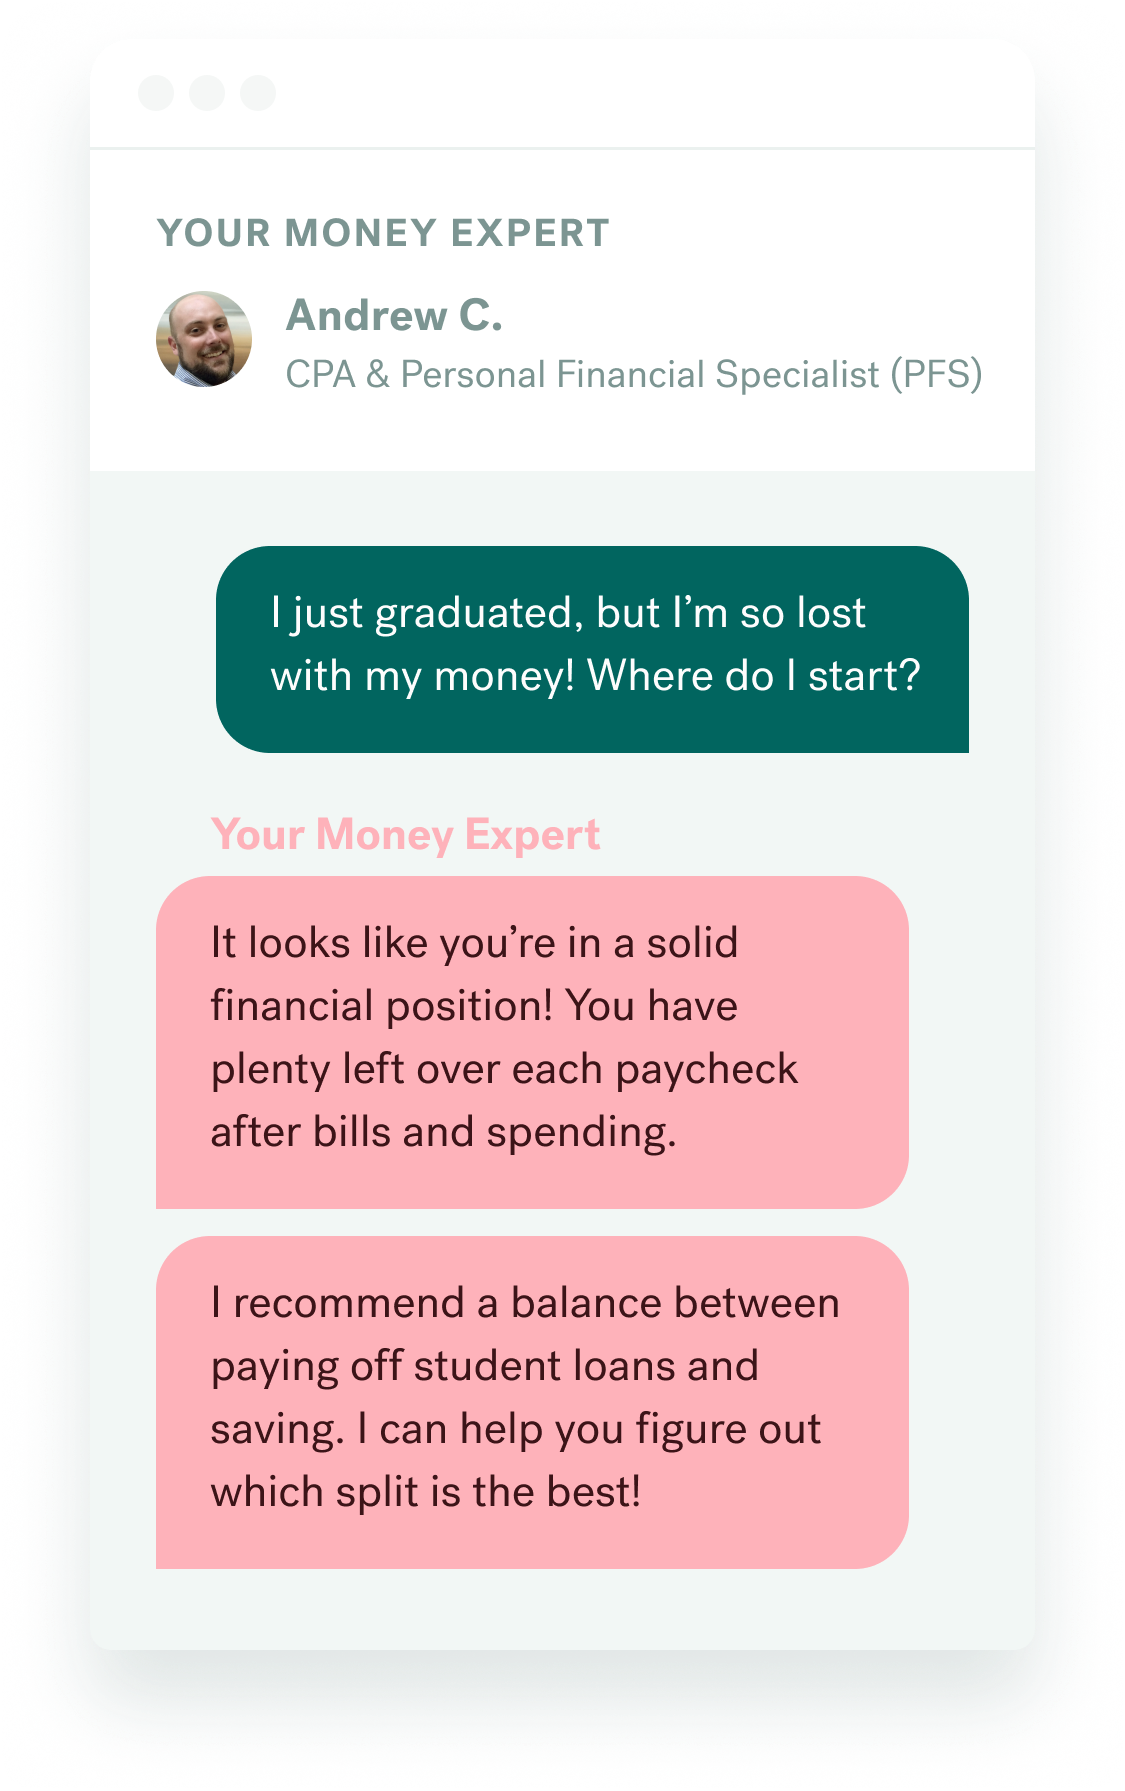 YOUR MONEY EXPERT
Andrew C.
CPA & Personal Financial Specialist (PFS)
I just graduated, but I’m so lost
with my money! Where do I start?
Your Money Expert
It looks like you’re in a solid
financial position! You have
plenty left over each paycheck
after bills and spending.
I recommend a balance between
paying off student loans and
saving. I can help you figure out
which split is the best!